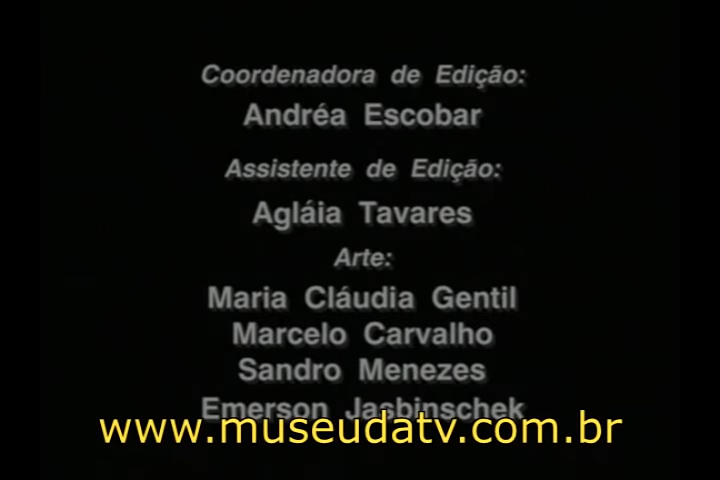 Coordenadora de Edição:
Andréa Escobar
Assistente de Edição:
Agláia Tavares
Arte:
Maria Cláudia Gentil
Marcelo Carvalho
Sandro Menezes
Emerson Jasbinschek
www.museudatv.com.br